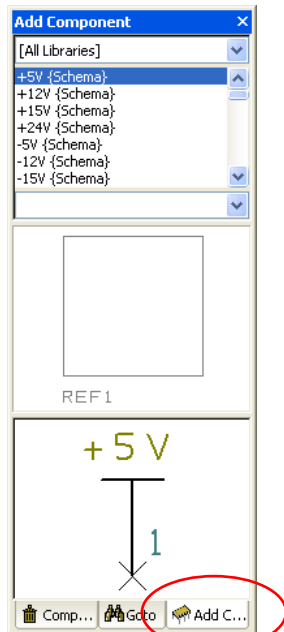 Add Component
[All Libraries]
+5V {Schema}
+12V {Schema}
+15V {Schema}
+24V {Schema}
-5V {Schema}
-12V {Schema}
-15V {Schema}
REF1
+5V
1
Comp... Goto Add C...